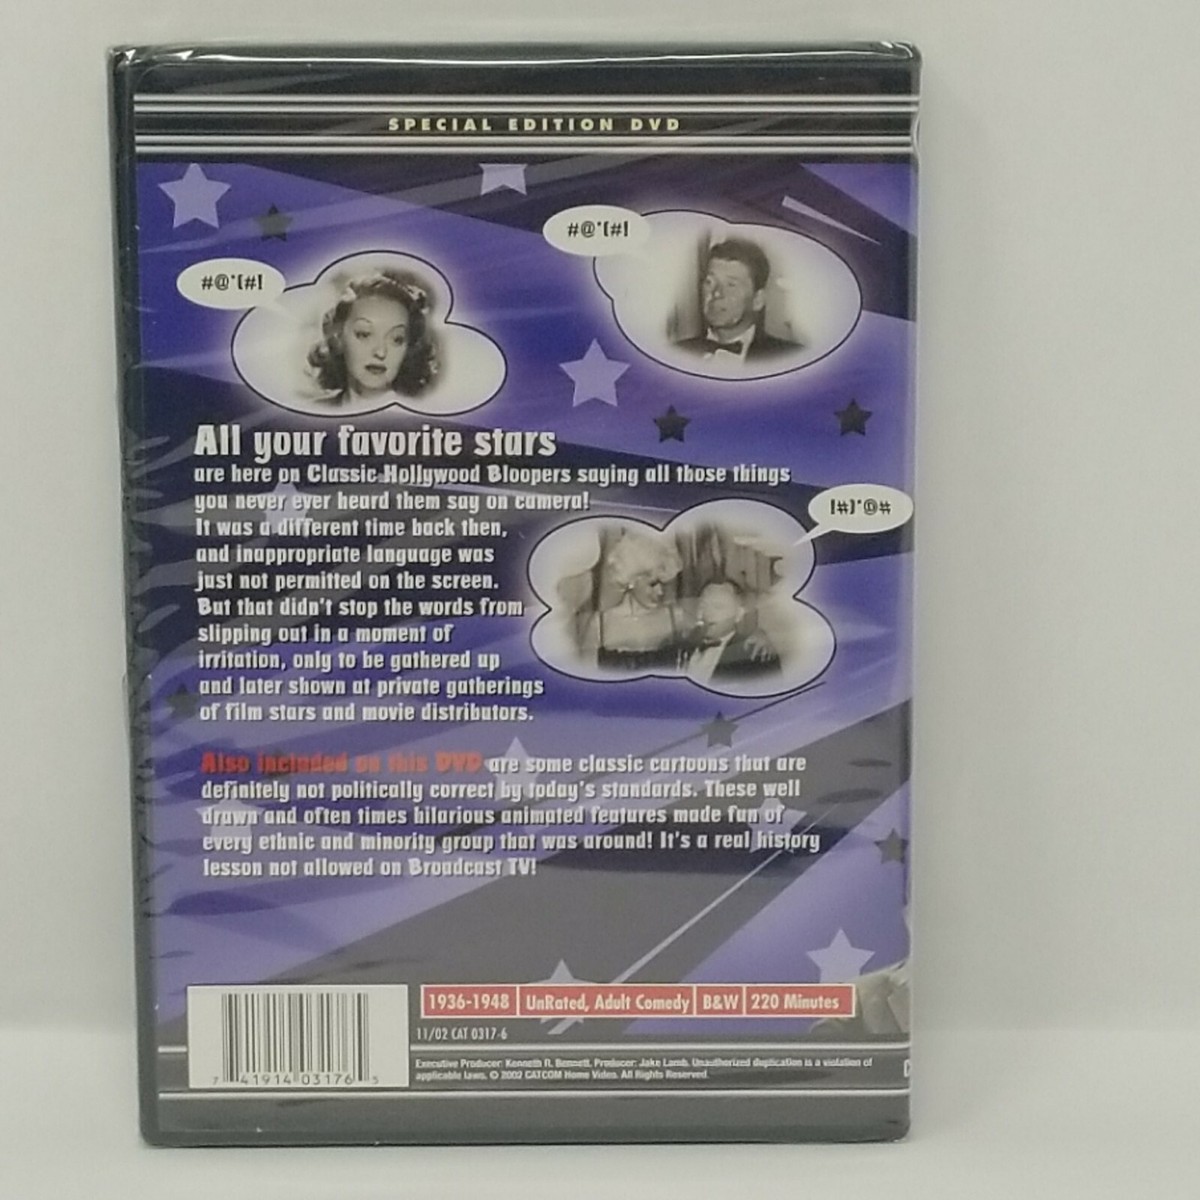 SPECIAL EDITION DVD
#@*[#!
#@*[#!
All your favorite stars
are here on Classic Hollywood Bloopers saying all those things
you never ever heard them say on camera!
It was a different time back then,
and inappropriate language was
just not permitted on the screen.
But that didn't stop the words from
slipping out in a moment of
irritation, only to be gathered up
and later shown at private gatherings
of film stars and movie distributors.
!#]*@#
Also included on this DVD are some classic cartoons that are
definitely not politically correct by today's standards. These well
drawn and often times hilarious animated features made fun of
every ethnic and minority group that was around! It's a real history
lesson not allowed on Broadcast TV!
1936-1948 UnRated, Adult Comedy B&W 220 Minutes
11/02 CAT 0317-6
Executive Producer: Kenneth R. Bennett. Producer: Jake Lamb. Unauthorized duplication is a violation of
applicable laws. © 2002 CATCOM Home Video. All Rights Reserved.
7 41914 03176 5